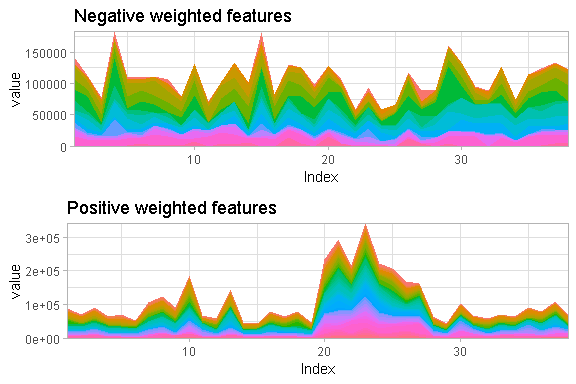 Negative weighted features
value
150000
100000
50000
0
10
20
30
Index
Positive weighted features
value
3e+05
2e+05
1e+05
0e+00
10
20
30
Index